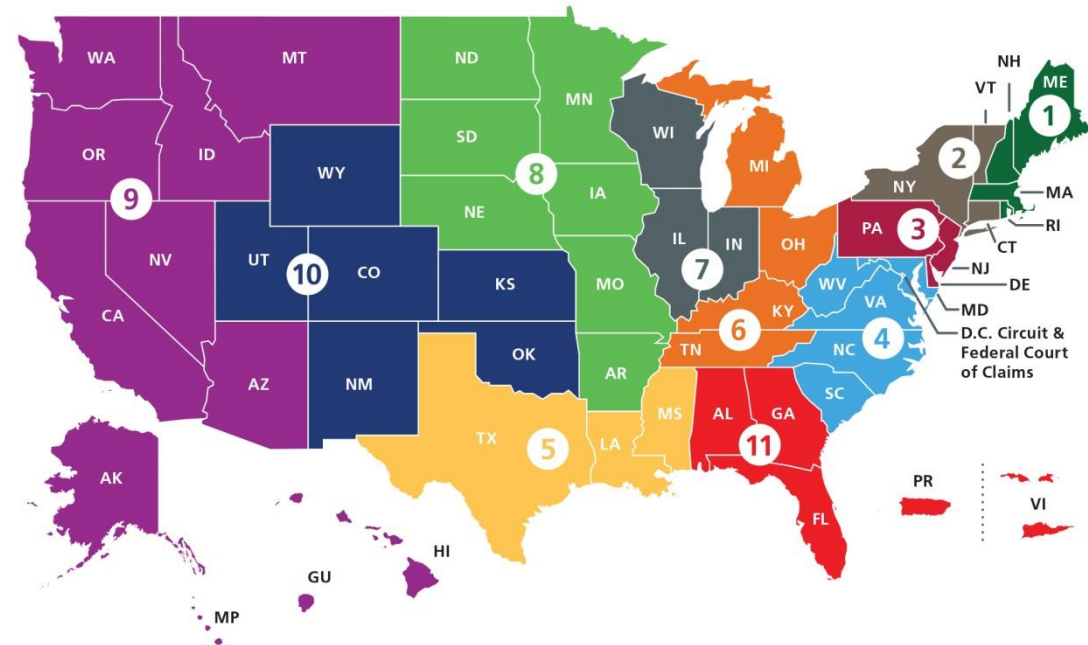 WA
MT
ND
MN
OR
ID
SD
WI
MI
WY
NH
VT
ME
1
2
NY
MA
RI
CT
9
8
IA
NE
PA
3
NJ
DE
MD
NV
UT
10
CO
IL
IN
7
OH
WV
VA
D.C. Circuit &
Federal Court
of Claims
CA
KS
MO
KY
6
TN
4
NC
SC
AZ
NM
OK
AR
MS
AL
GA
TX
5
LA
11
FL
AK
HI
GU
MP
PR
VI